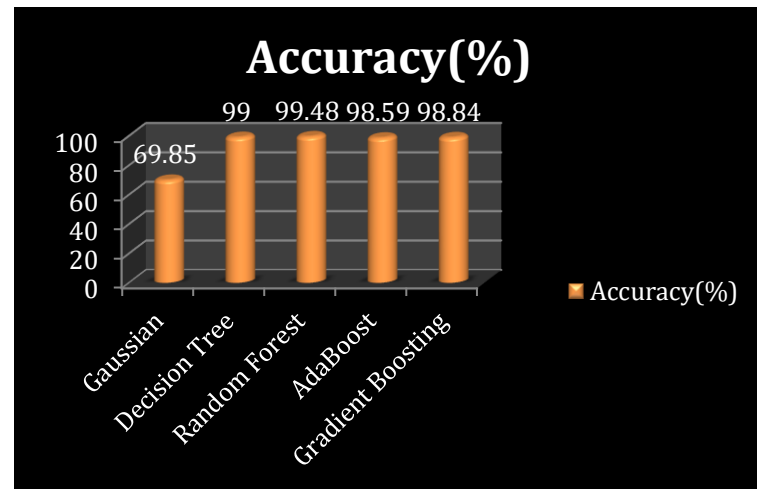 Accuracy(%)
99 99.48 98.59 98.84
69.85
100
80
60
40
20
0
Accuracy(%)
Gaussian
Decision Tree
Random Forest
AdaBoost
Gradient Boosting